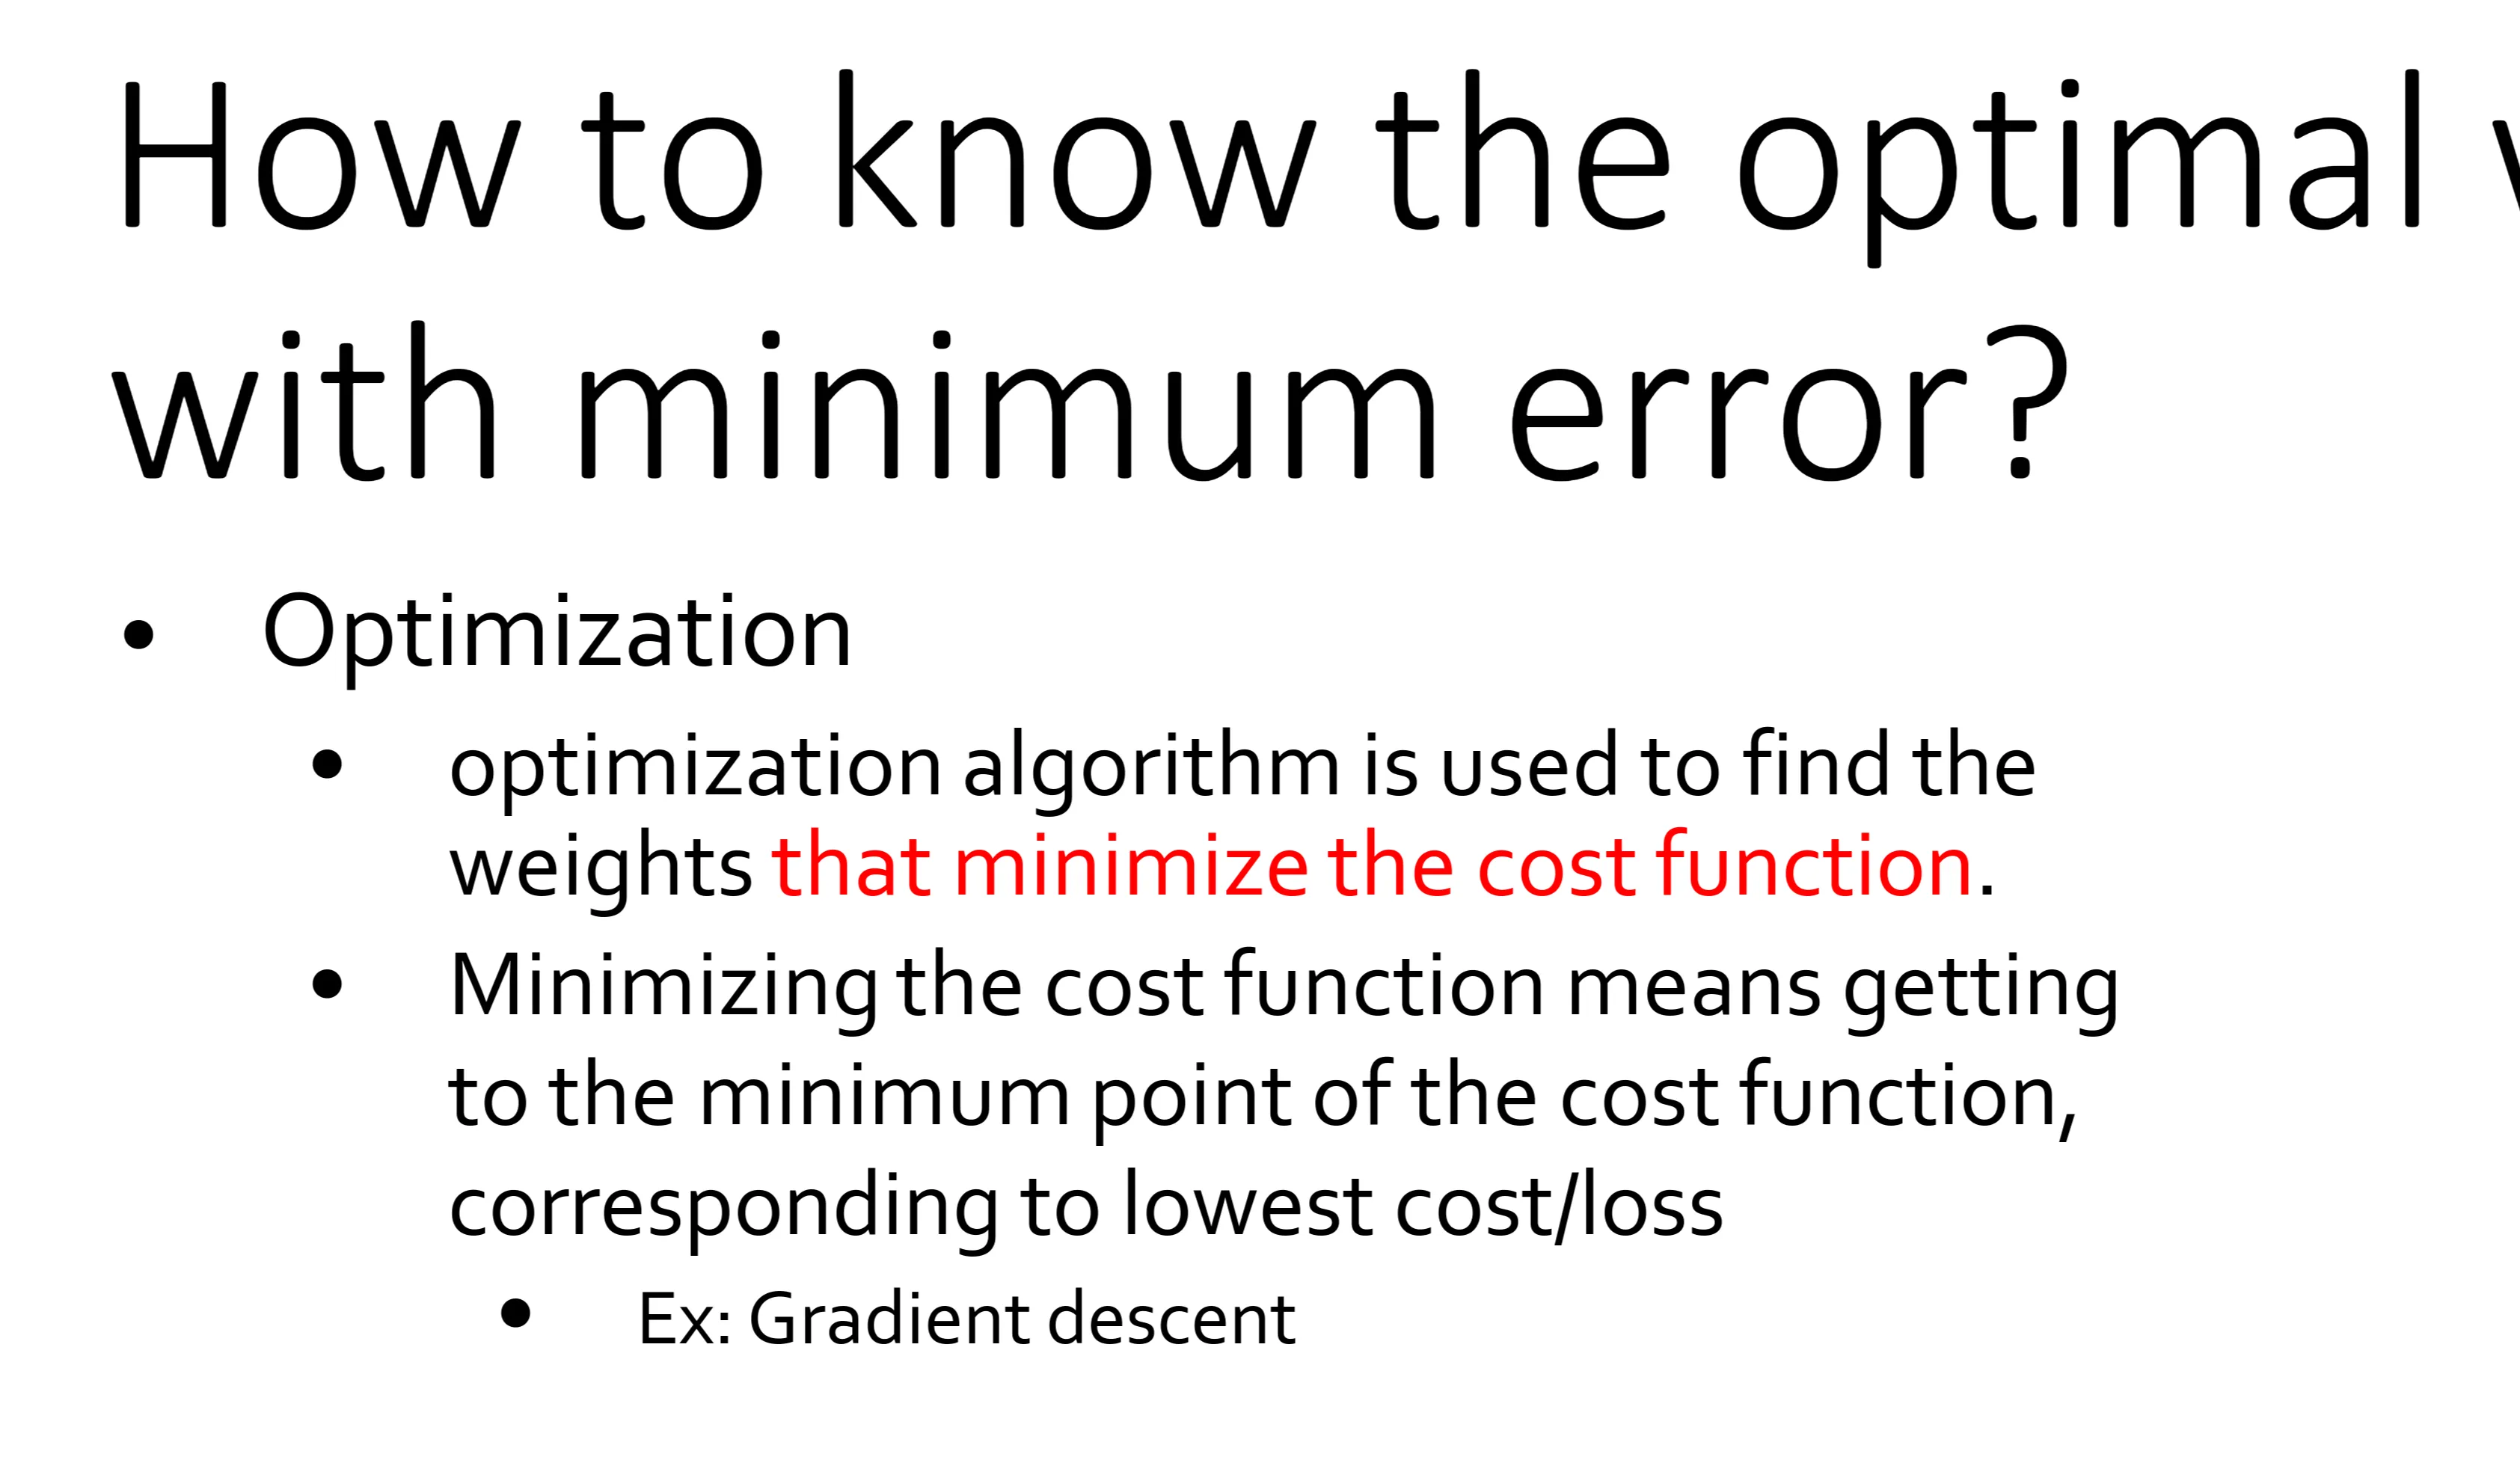 How to know the optimal
with minimum error?
• Optimization
• optimization algorithm is used to find the
weights that minimize the cost function.
• Minimizing the cost function means getting
to the minimum point of the cost function,
corresponding to lowest cost/loss
• Ex: Gradient descent